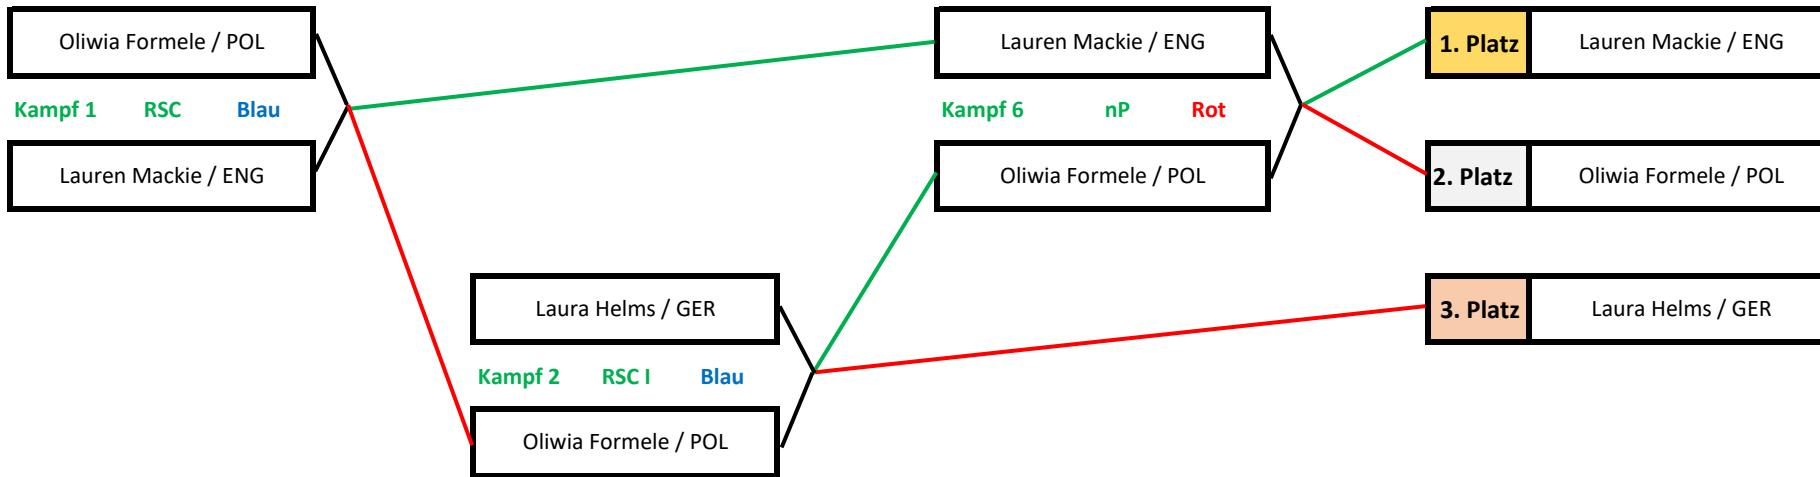 Oliwia Formele / POL
Kampf 1 RSC Blau
Lauren Mackie / ENG
Laura Helms / GER
Kampf 2 RSC I Blau
Oliwia Formele / POL
Lauren Mackie / ENG
Kampf 6 nP Rot
Oliwia Formele / POL
1. Platz Lauren Mackie / ENG
2. Platz Oliwia Formele / POL
3. Platz Laura Helms / GER